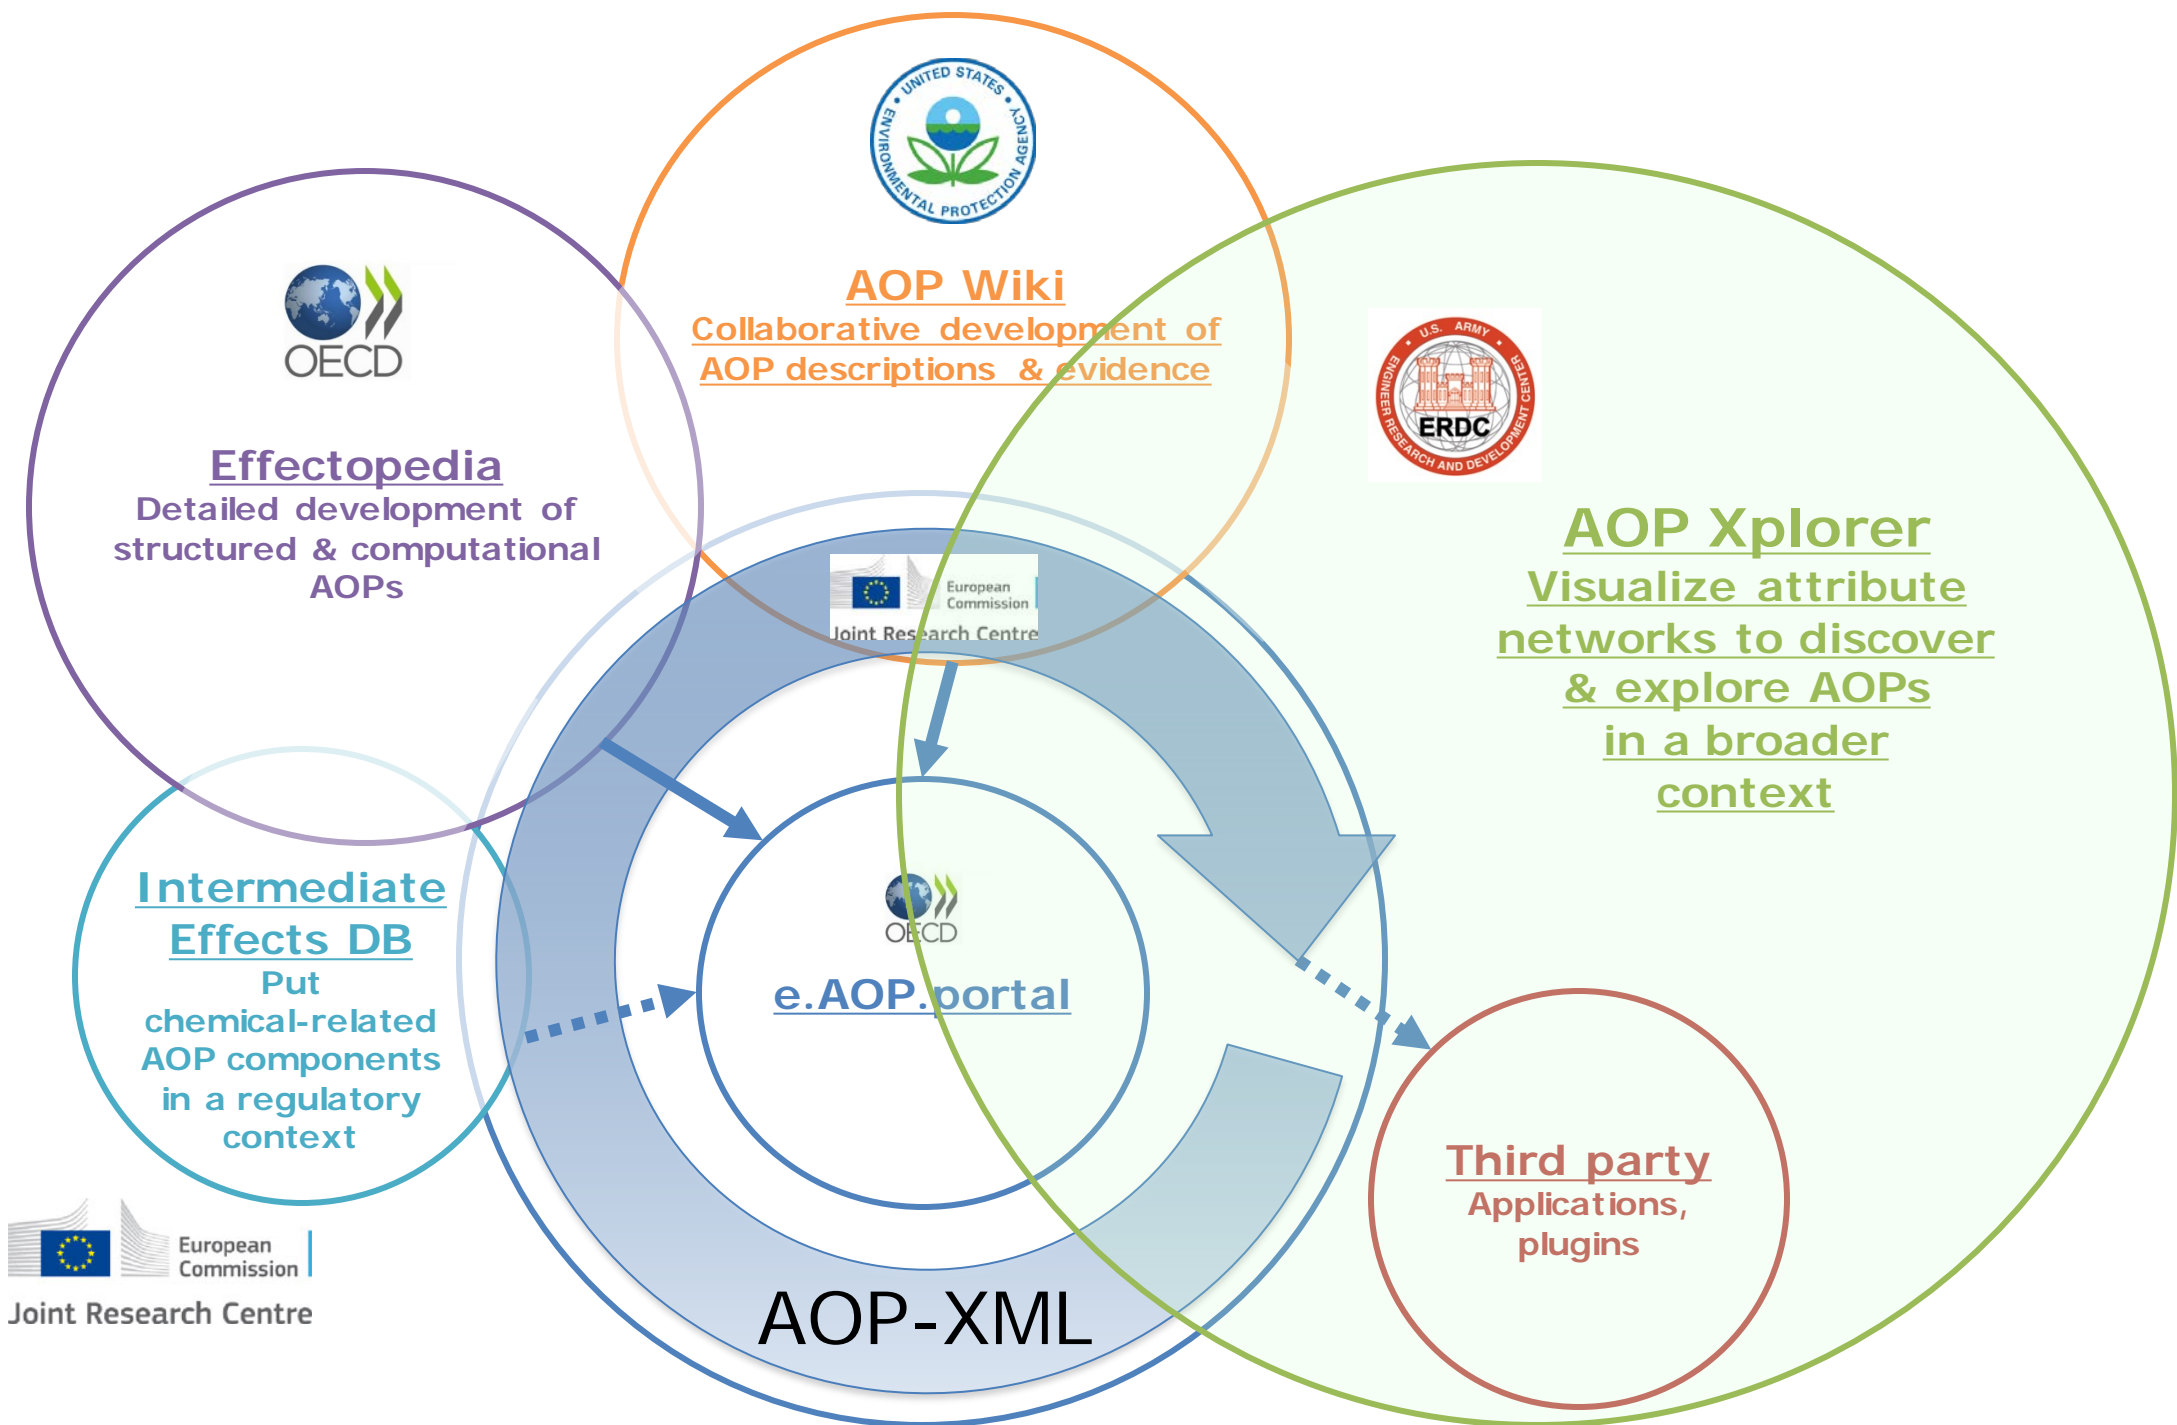 UNITED STATES
ENVIRONMENTAL PROTECTION AGENCY
AOP Wiki
Collaborative development of
AOP descriptions & evidence
OECD
Effectopedia
Detailed development of
structured & computational
AOPs
U.S. ARMY
ENGINEER RESEARCH AND DEVELOPMENT CENTER
ERDC
AOP Xplorer
Visualize attribute
networks to discover
& explore AOPs
in a broader
context
European
Commission
Joint Research Centre
OECD
e.AOP.portal
Intermediate
Effects DB
Put
chemical-related
AOP components
in a regulatory
context
European
Commission
Joint Research Centre
Third party
Applications,
plugins
AOP-XML